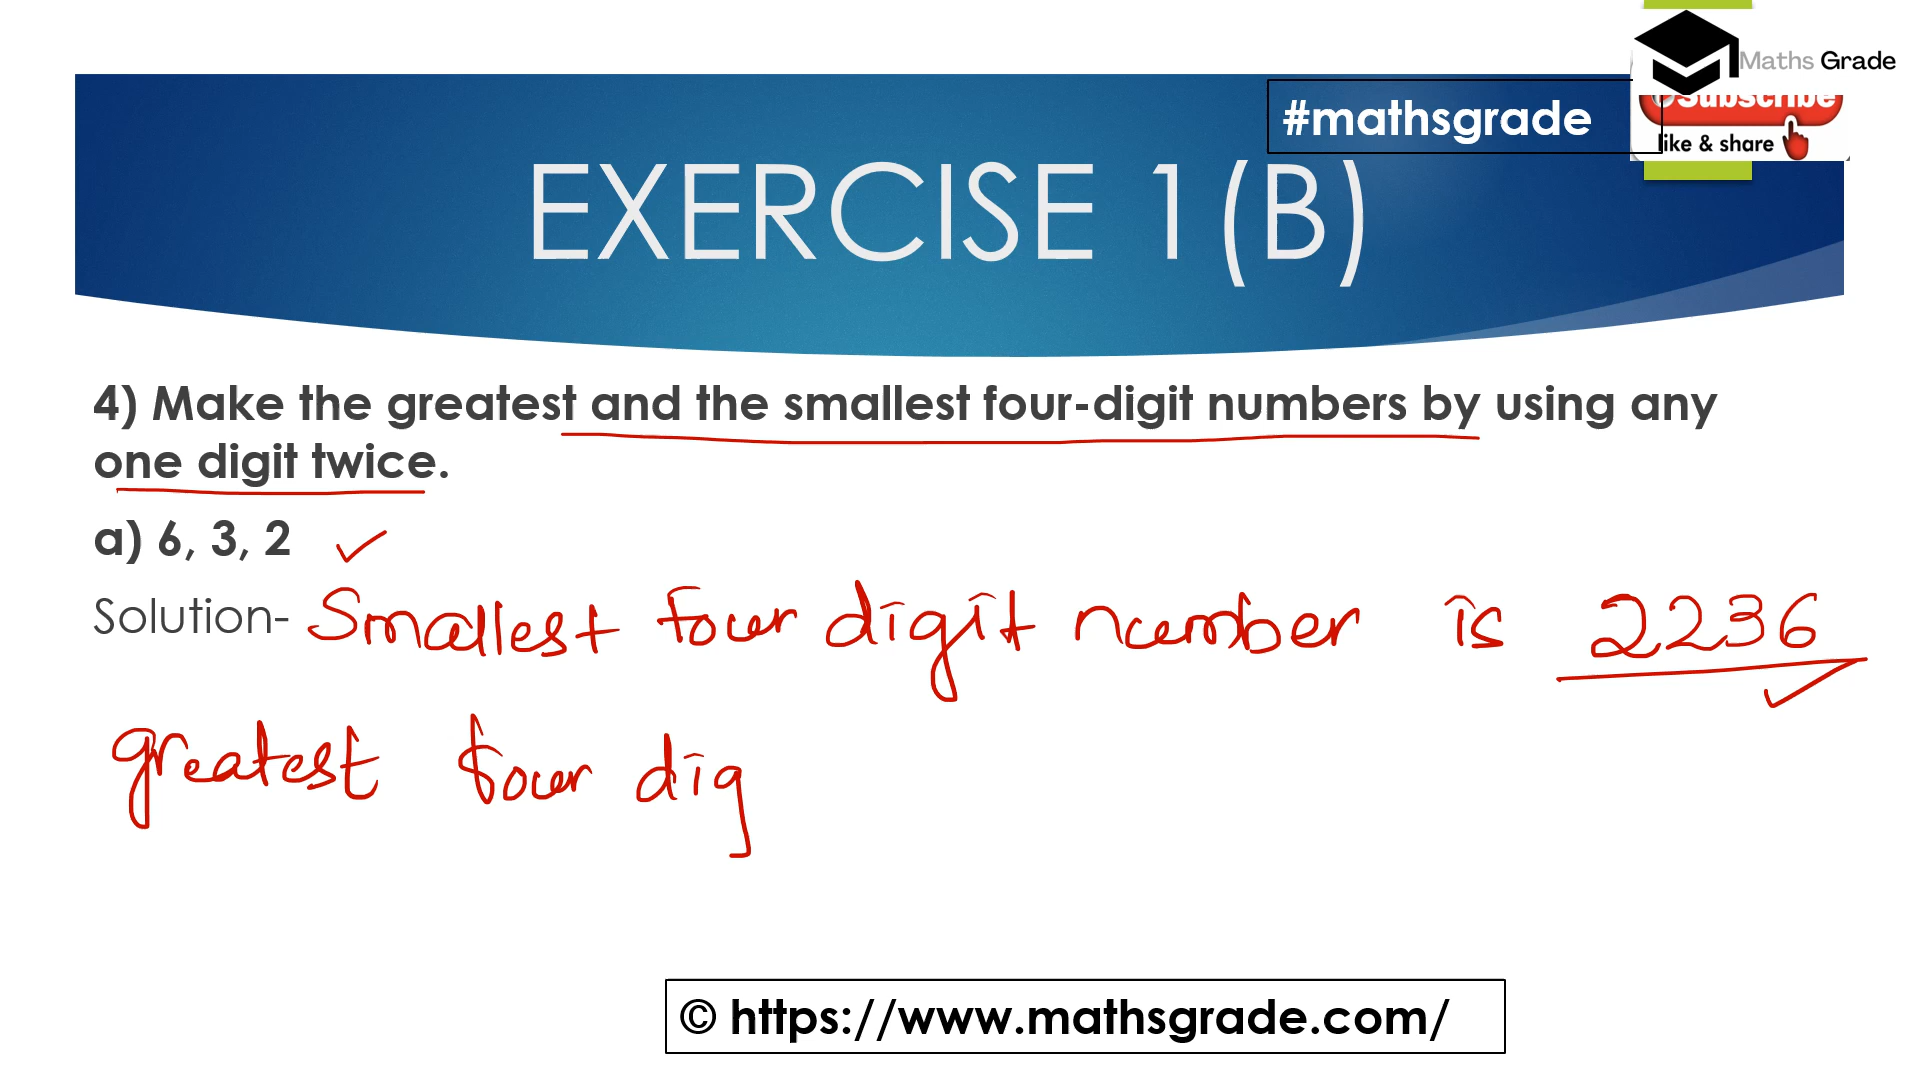 Maths Grade
#mathsgrade
Subscribe
like & share
EXERCISE 1(B)
4) Make the greatest and the smallest four-digit numbers by using any
one digit twice.
a) 6, 3, 2
Solution- Smallest four digit number is 2236
greatest four dig
© https://www.mathsgrade.com/